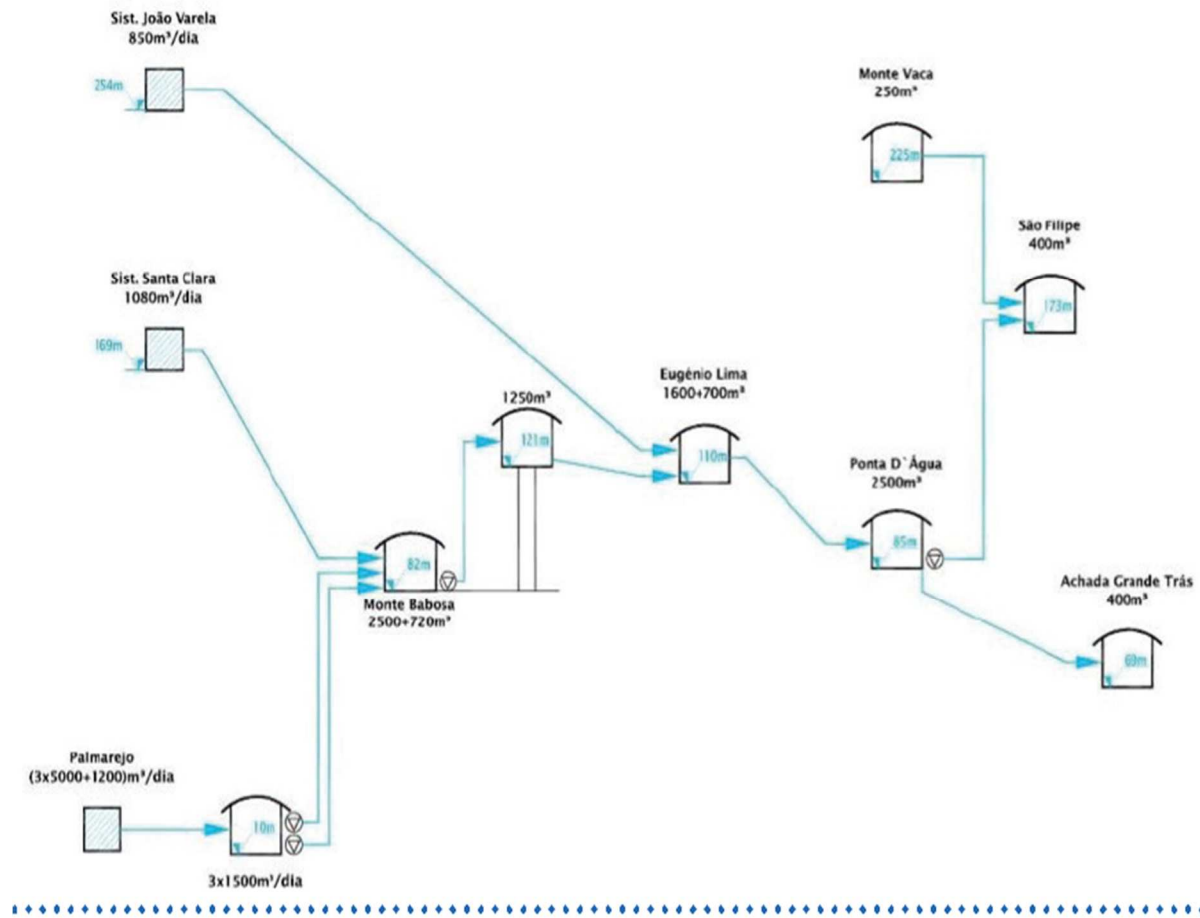 Sist. João Varela
850m³/dia
254m
Monte Vaca
250m³
225m
São Filipe
400m³
173m
Sist. Santa Clara
1080m³/dia
169m
1250m³
121m
Eugénio Lima
1600+700m³
110m
Ponta D`Água
2500m³
85m
82m
Monte Babosa
2500+720m³
Achada Grande Trás
400m³
69m
Palmarejo
(3x5000+1200)m³/dia
10m
3x1500m³/dia